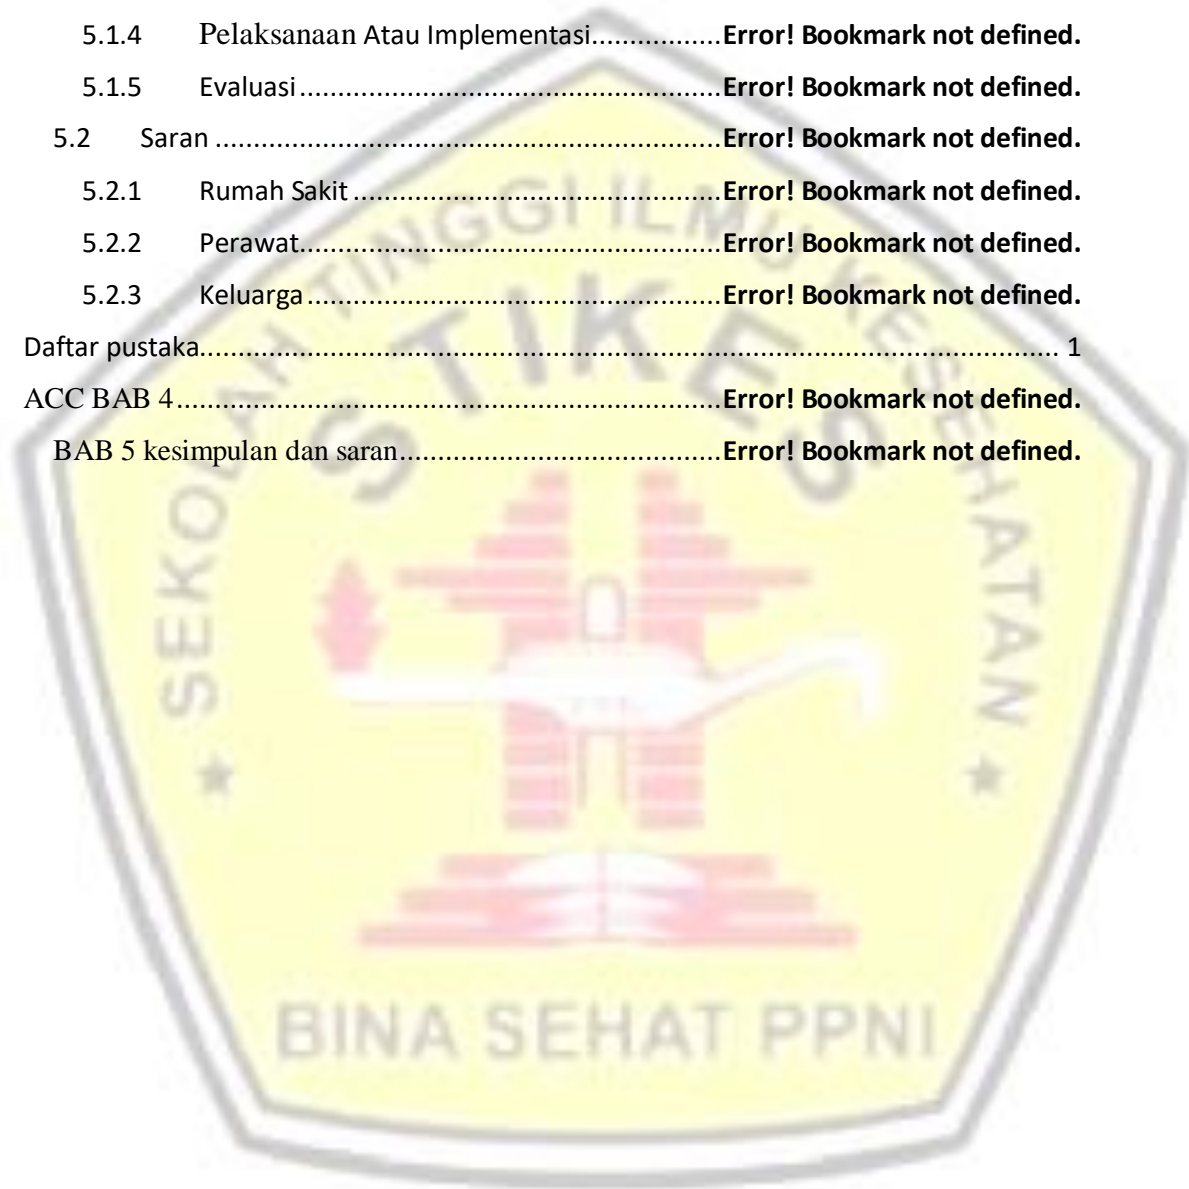 5.1.4 Pelaksanaan Atau Implementasi.................Error! Bookmark not defined.
5.1.5 Evaluasi.......................................................Error! Bookmark not defined.
5.2 Saran..................................................................Error! Bookmark not defined.
5.2.1 Rumah Sakit................................................Error! Bookmark not defined.
5.2.2 Perawat.......................................................Error! Bookmark not defined.
5.2.3 Keluarga......................................................Error! Bookmark not defined.
Daftar pustaka................................................................................................................ 1
ACC BAB 4.......................................................................Error! Bookmark not defined.
BAB 5 kesimpulan dan saran..........................................Error! Bookmark not defined.
SEKOLAH TINGGI ILMU KESEHATAN
STIKES
BINA SEHAT PPNI